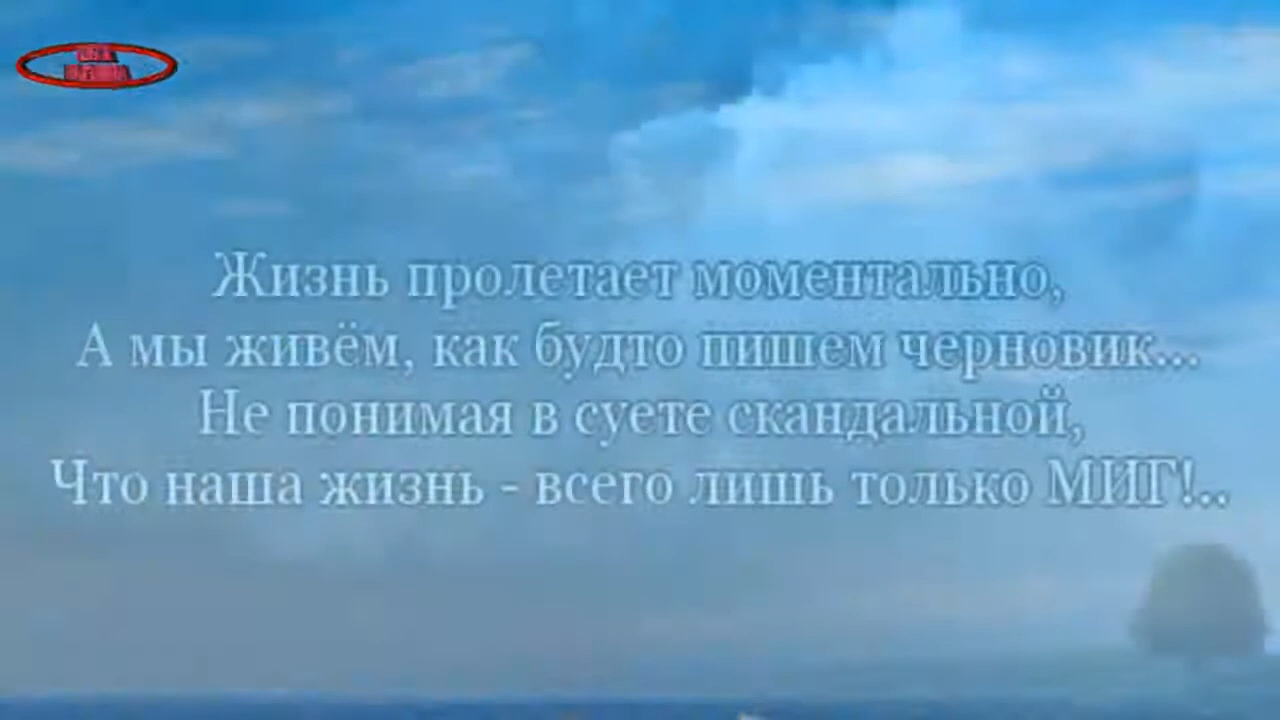 Жизнь пролетает моментально,
А мы живём, как будто пишем черновик...
Не понимая в суете скандальной,
Что наша жизнь - всего лишь только МИГ!..